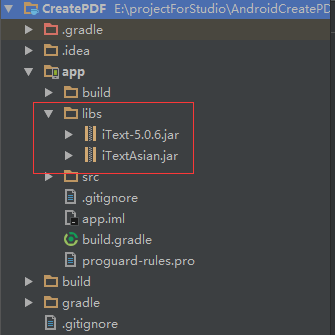 CreatePDF E:\projectForStudio\AndroidCreatePD
.gradle
.idea
app
build
libs
iText-5.0.6.jar
iTextAsian.jar
src
.gitignore
app.iml
build.gradle
proguard-rules.pro
build
gradle
.gitignore